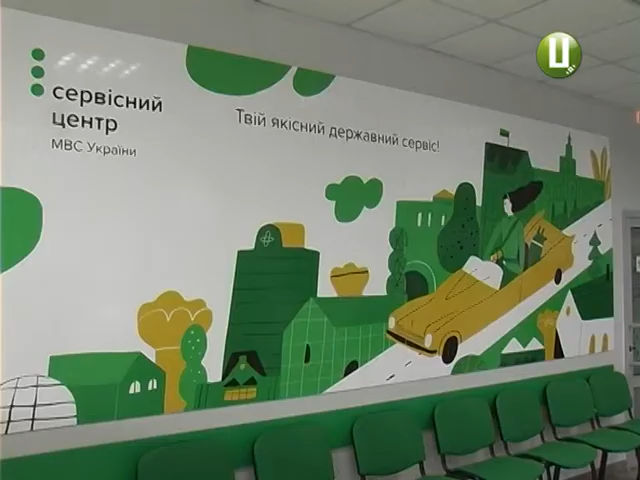 сервісний
центр
МВС України
Твій якісний державний сервіс!
Ц